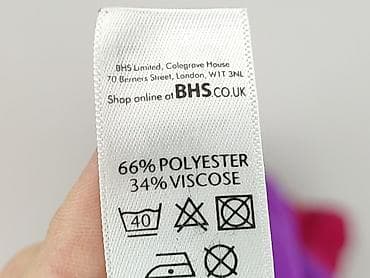 BHS Limited, Colegrove House
70 Berners Street, London, W1T 3NL
Shop online at BHS.CO.UK
66% POLYESTER
34% VISCOSE
40